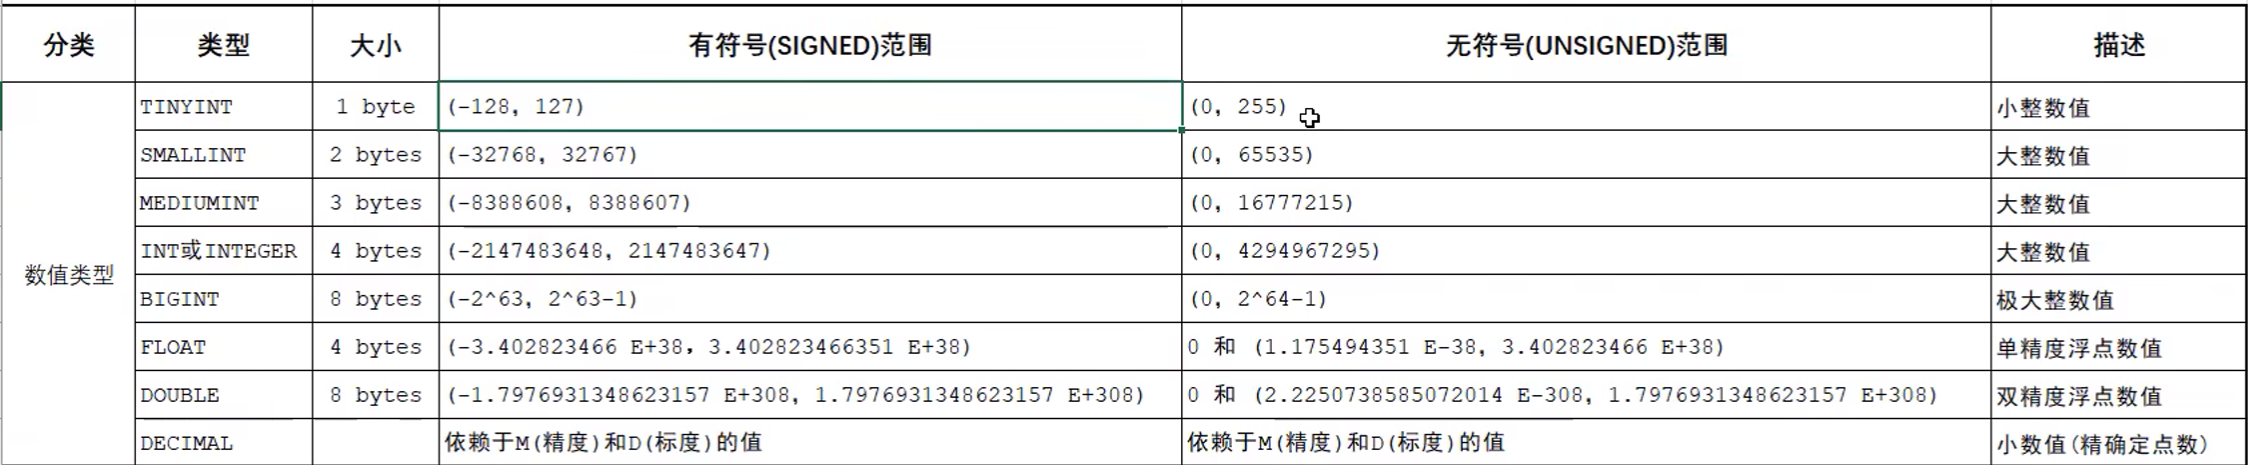 分类 类型 大小 有符号(SIGNED)范围 无符号(UNSIGNED)范围 描述
数值类型
TINYINT 1 byte (-128, 127) (0, 255) 小整数值
SMALLINT 2 bytes (-32768, 32767) (0, 65535) 大整数值
MEDIUMINT 3 bytes (-8388608, 8388607) (0, 16777215) 大整数值
INT或INTEGER 4 bytes (-2147483648, 2147483647) (0, 4294967295) 大整数值
BIGINT 8 bytes (-2^63, 2^63-1) (0, 2^64-1) 极大整数值
FLOAT 4 bytes (-3.402823466 E+38, 3.402823466351 E+38) 0 和 (1.175494351 E-38, 3.402823466 E+38) 单精度浮点数值
DOUBLE 8 bytes (-1.7976931348623157 E+308, 1.7976931348623157 E+308) 0 和 (2.2250738585072014 E-308, 1.7976931348623157 E+308) 双精度浮点数值
DECIMAL 依赖于M(精度)和D(标度)的值 依赖于M(精度)和D(标度)的值 小数值(精确定点数)